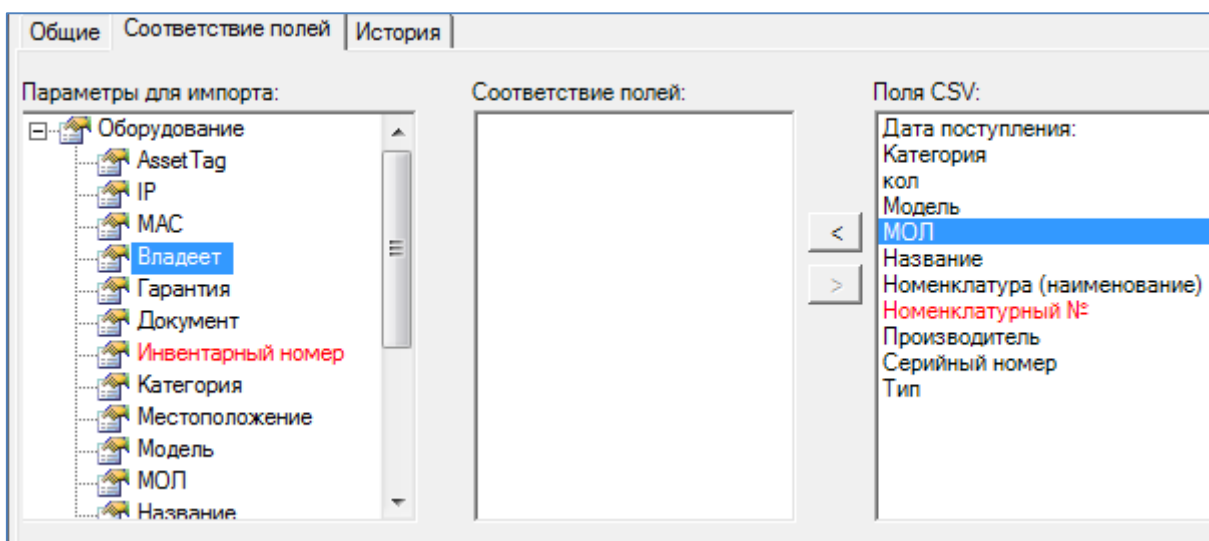 Общие Соответствие полей История
Параметры для импорта:
Оборудование
AssetTag
IP
MAC
Владеет
Гарантия
Документ
Инвентарный номер
Категория
Местоположение
Модель
МОЛ
Название
Соответствие полей:
<
>
Поля CSV:
Дата поступления:
Категория
кол
Модель
МОЛ
Название
Номенклатура (наименование)
Номенклатурный №
Производитель
Серийный номер
Тип